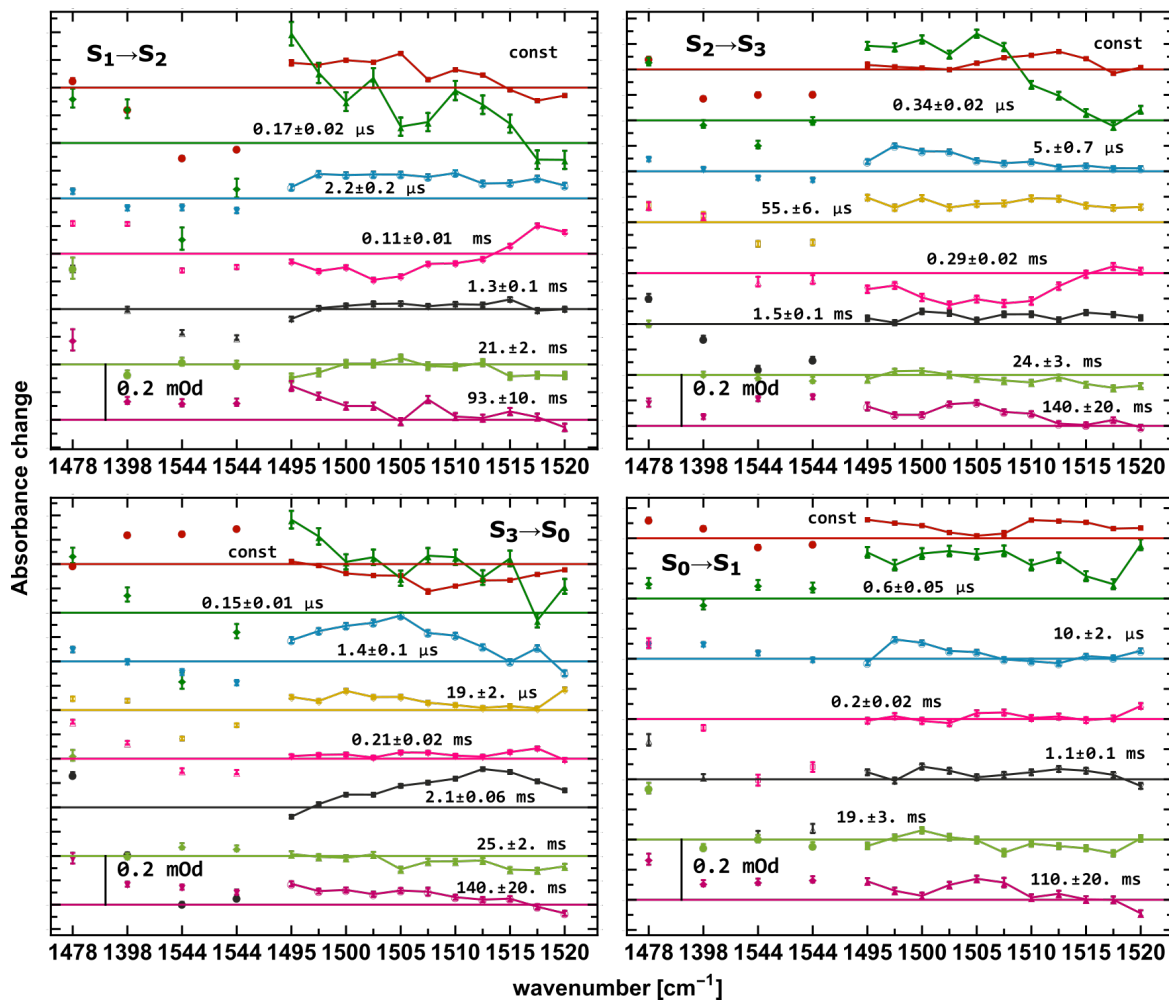 S₁→S₂
const
0.17±0.02 µs
2.2±0.2 µs
0.11±0.01 ms
1.3±0.1 ms
21.±2. ms
0.2 mOd
93.±10. ms
1478 1398 1544 1544 1495 1500 1505 1510 1515 1520
S₂→S₃
const
0.34±0.02 µs
5.±0.7 µs
55.±6. µs
0.29±0.02 ms
1.5±0.1 ms
24.±3. ms
0.2 mOd
140.±20. ms
1478 1398 1544 1544 1495 1500 1505 1510 1515 1520
Absorbance change
S₃→S₀
const
0.15±0.01 µs
1.4±0.1 µs
19.±2. µs
0.21±0.02 ms
2.1±0.06 ms
25.±2. ms
0.2 mOd
140.±20. ms
1478 1398 1544 1544 1495 1500 1505 1510 1515 1520
const
S₀→S₁
0.6±0.05 µs
10.±2. µs
0.2±0.02 ms
1.1±0.1 ms
19.±3. ms
0.2 mOd
110.±20. ms
1478 1398 1544 1544 1495 1500 1505 1510 1515 1520
wavenumber [cm⁻¹]